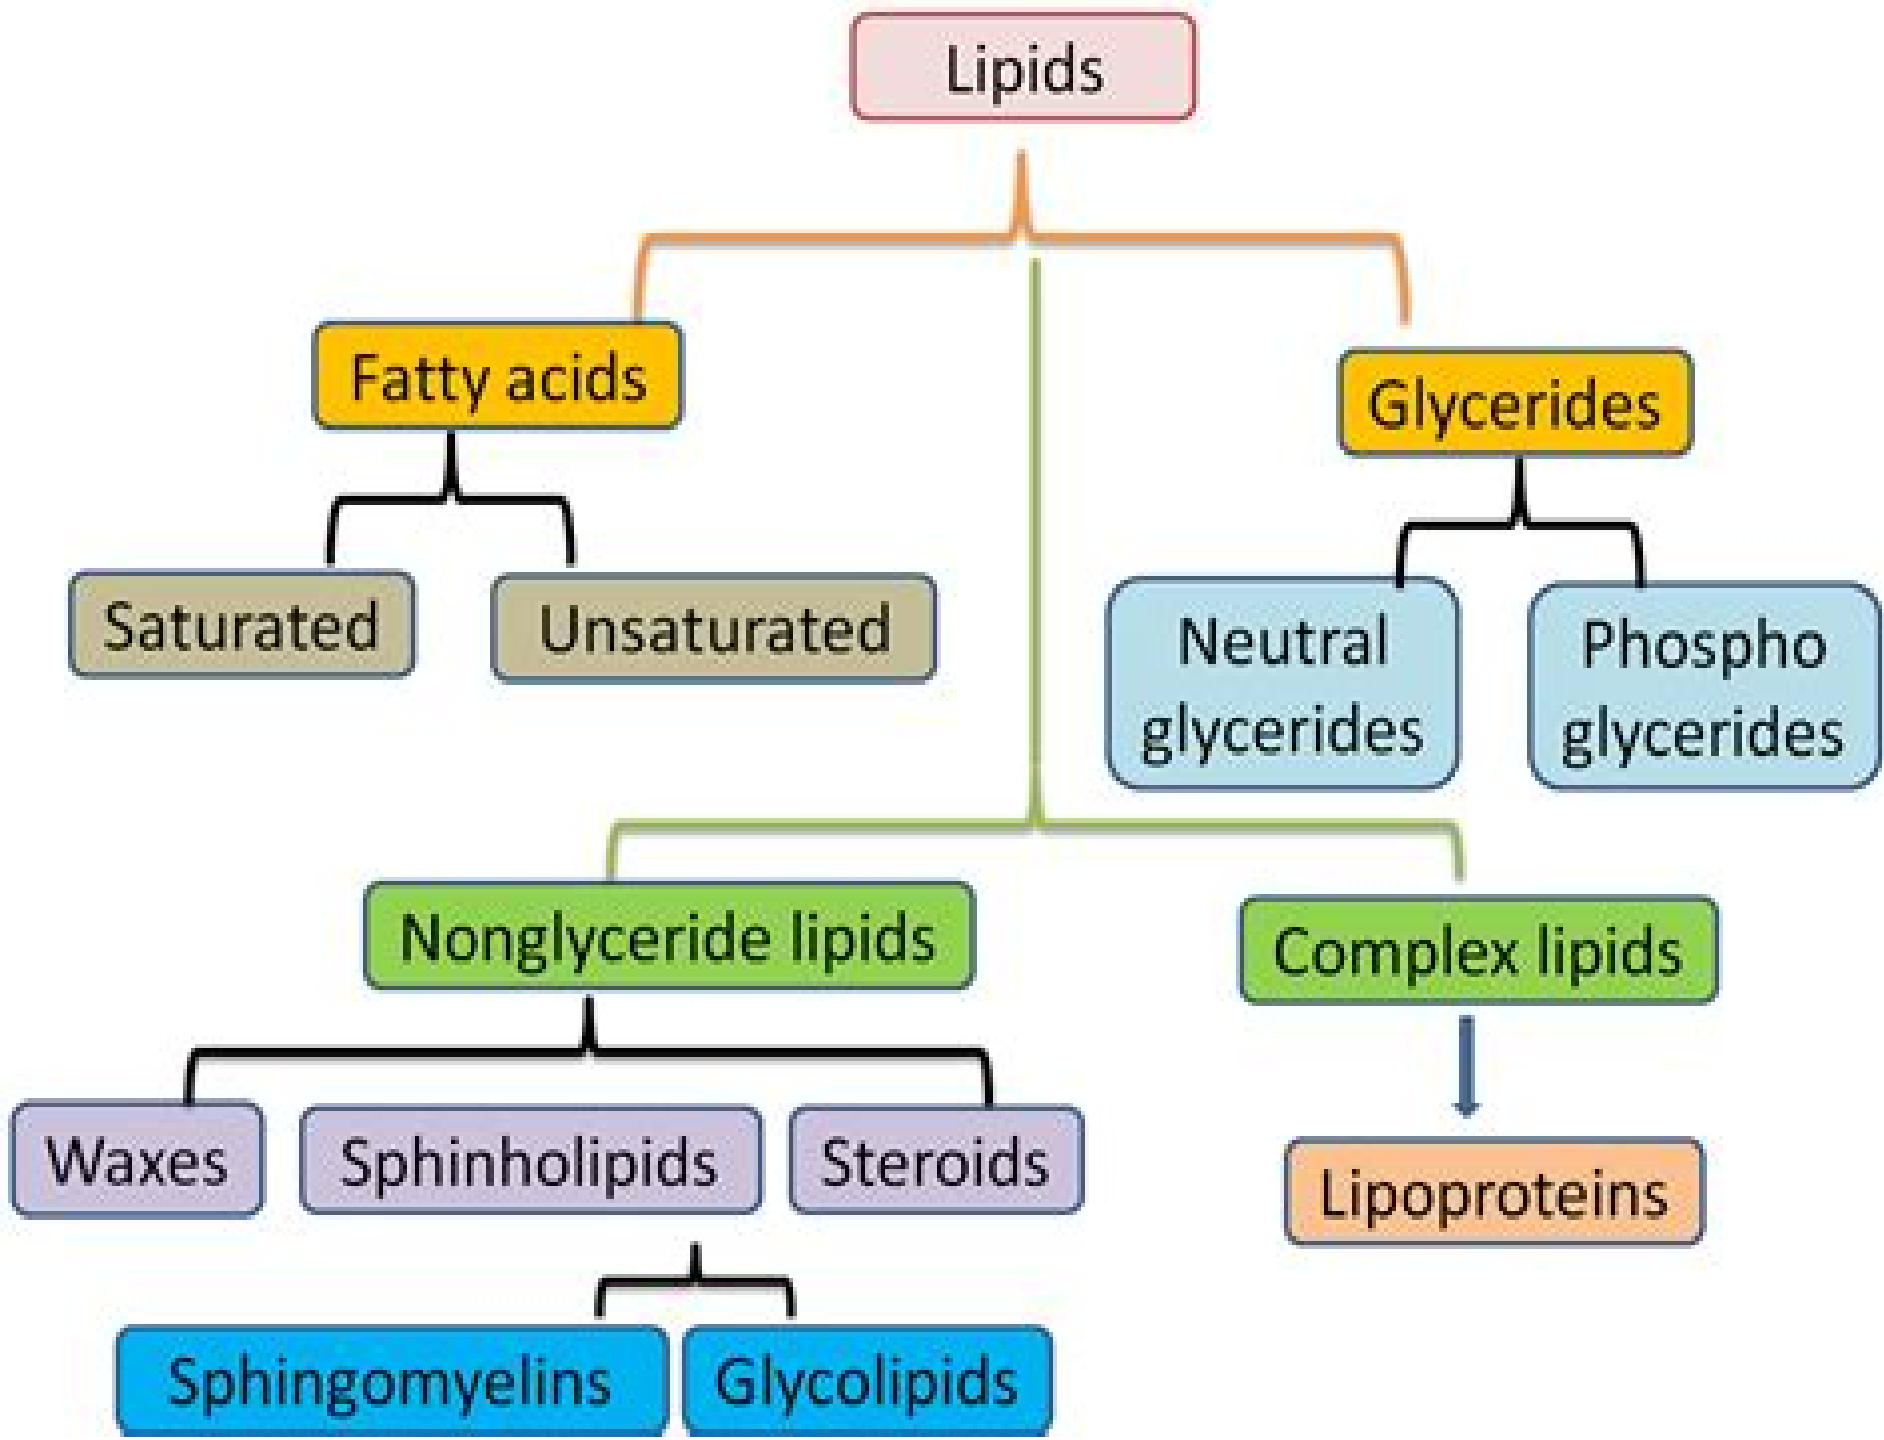 Lipids
Fatty acids
Glycerides
Saturated
Unsaturated
Neutral
glycerides
Phospho
glycerides
Nonglyceride lipids
Complex lipids
Waxes
Sphinholipids
Steroids
Lipoproteins
Sphingomyelins
Glycolipids